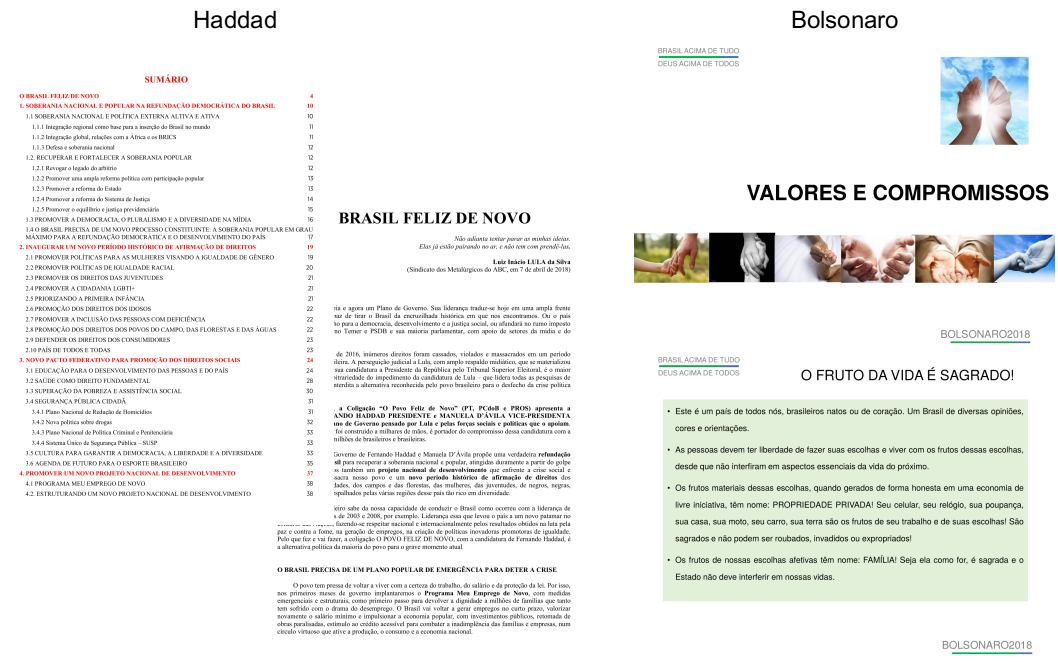 Haddad
SUMÁRIO
O BRASIL FELIZ DE NOVO 4
1. SOBERANIA NACIONAL E POPULAR NA REFUNDAÇÃO DEMOCRÁTICA DO BRASIL 10
1.1 SOBERANIA NACIONAL E POLÍTICA EXTERNA ALTIVA E ATIVA 10
1.1.1 Integração regional como base para a inserção do Brasil no mundo 11
1.1.2 Integração global, relações com a África e os BRICS 11
1.1.3 Defesa e soberania nacional 12
1.2. RECUPERAR E FORTALECER A SOBERANIA POPULAR 12
1.2.1 Revogar o legado do arbítrio 12
1.2.2 Promover uma ampla reforma política com participação popular 13
1.2.3 Promover a reforma do Estado 13
1.2.4 Promover a reforma do Sistema de Justiça 14
1.2.5 Promover o equilíbrio e justiça previdenciária 15
1.3 PROMOVER A DEMOCRACIA, O PLURALISMO E A DIVERSIDADE NA MÍDIA 16
1.4 O BRASIL PRECISA DE UM NOVO PROCESSO CONSTITUINTE: A SOBERANIA POPULAR EM GRAU
MÁXIMO PARA A REFUNDAÇÃO DEMOCRÁTICA E O DESENVOLVIMENTO DO PAÍS 17
2. INAUGURAR UM NOVO PERÍODO HISTÓRICO DE AFIRMAÇÃO DE DIREITOS 19
2.1 PROMOVER POLÍTICAS PARA AS MULHERES VISANDO A IGUALDADE DE GÊNERO 19
2.2 PROMOVER POLÍTICAS DE IGUALDADE RACIAL 20
2.3 PROMOVER OS DIREITOS DAS JUVENTUDES 21
2.4 PROMOVER A CIDADANIA LGBTI+ 21
2.5 PRIORIZANDO A PRIMEIRA INFÂNCIA 21
2.6 PROMOÇÃO DOS DIREITOS DOS IDOSOS 22
2.7 PROMOVER A INCLUSÃO DAS PESSOAS COM DEFICIÊNCIA 22
2.8 PROMOÇÃO DOS DIREITOS DOS POVOS DO CAMPO, DAS FLORESTAS E DAS ÁGUAS 22
2.9 DEFENDER OS DIREITOS DOS CONSUMIDORES 23
2.10 PAÍS DE TODOS E TODAS 23
3. NOVO PACTO FEDERATIVO PARA PROMOÇÃO DOS DIREITOS SOCIAIS 24
3.1 EDUCAÇÃO PARA O DESENVOLVIMENTO DAS PESSOAS E DO PAÍS 24
3.2 SAÚDE COMO DIREITO FUNDAMENTAL 28
3.3 SUPERAÇÃO DA POBREZA E ASSISTÊNCIA SOCIAL 30
3.4 SEGURANÇA PÚBLICA CIDADÃ 31
3.4.1 Plano Nacional de Redução de Homicídios 31
3.4.2 Nova política sobre drogas 32
3.4.3 Plano Nacional de Política Criminal e Penitenciária 33
3.4.4 Sistema Único de Segurança Pública – SUSP 33
3.5 CULTURA PARA GARANTIR A DEMOCRACIA, A LIBERDADE E A DIVERSIDADE 33
3.6 AGENDA DE FUTURO PARA O ESPORTE BRASILEIRO 35
4. PROMOVER UM NOVO PROJETO NACIONAL DE DESENVOLVIMENTO 37
4.1 PROGRAMA MEU EMPREGO DE NOVO 38
4.2. ESTRUTURANDO UM NOVO PROJETO NACIONAL DE DESENVOLVIMENTO 38
BRASIL FELIZ DE NOVO
Não adianta tentar parar as minhas ideias.
Elas já estão pairando no ar, e não tem com prendê-las.
Luiz Inácio LULA da Silva
(Sindicato dos Metalúrgicos do ABC, em 7 de abril de 2018)
e agora um Plano de Governo. Sua liderança traduz-se hoje em uma ampla frente
de tirar o Brasil da encruzilhada histórica em que nos encontramos. Ou o país
para a democracia, desenvolvimento e a justiça social, ou afundará no rumo imposto
Temer e PSDB e sua maioria parlamentar, com apoio de setores da mídia e do
de 2016, inúmeros direitos foram cassados, violados e massacrados em um período
A perseguição judicial a Lula, com amplo respaldo midiático, que se materializou
sua candidatura a Presidente da República pelo Tribunal Superior Eleitoral, é o maior
do impedimento da candidatura de Lula – que lidera todas as pesquisas de
a alternativa reconhecida pelo povo brasileiro para o desfecho da crise política
a Coligação “O Povo Feliz de Novo” (PT, PCdoB e PROS) apresenta a
HADDAD PRESIDENTE e MANUELA D’ÁVILA VICE-PRESIDENTE
de Governo pensado por Lula e pelas forças sociais e políticas que o apoiam.
foi construído a milhares de mãos, é portador do compromisso dessa candidatura com a
milhões de brasileiros e brasileiras.
Governo de Fernando Haddad e Manuela D’Ávila propõe uma verdadeira refundação
para recuperar a soberania nacional e popular, atingidas duramente a partir do golpe
também um projeto nacional de desenvolvimento que enfrente a crise social e
nosso povo e um novo período histórico de afirmação de direitos dos
dos campos e das florestas, das mulheres, das juventudes, de negros, negras,
espalhados pelas várias regiões desse país tão rico em diversidade.
sabe da nossa capacidade de conduzir o Brasil como ocorreu com a liderança de
de 2003 e 2008, por exemplo. Liderança essa que levou o país a um novo patamar no
fazendo-se respeitar nacional e internacionalmente pelos resultados obtidos na luta pela
paz e contra a fome, na geração de empregos, na criação de políticas inovadoras promotoras de igualdade.
Pelo que fez e vai fazer, a coligação O POVO FELIZ DE NOVO, com a candidatura de Fernando Haddad, é
a alternativa política da maioria do povo para o grave momento atual
O BRASIL PRECISA DE UM PLANO POPULAR DE EMERGÊNCIA PARA DETER A CRISE
O povo tem pressa de voltar a viver com a certeza do trabalho, do salário e da proteção da lei. Por isso,
nos primeiros meses de governo implantaremos o Programa Meu Emprego de Novo, com medidas
emergenciais e estruturais, como primeiro passo para devolver a dignidade a milhões de famílias que tanto
tem sofrido com o drama do desemprego. O Brasil vai voltar a gerar empregos no curto prazo, valorizar
novamente o salário mínimo e impulsionar a economia popular, com investimentos públicos, retomada de
obras paralisadas, estímulo ao crédito acessível para combater a inadimplência das famílias e empresas, num
círculo virtuoso que ative a produção, o consumo e a economia nacional.
Bolsonaro
BRASIL ACIMA DE TUDO
DEUS ACIMA DE TODOS
VALORES E COMPROMISSOS
BOLSONARO2018
BRASIL ACIMA DE TUDO
DEUS ACIMA DE TODOS
O FRUTO DA VIDA É SAGRADO!
• Este é um país de todos nós, brasileiros natos ou de coração. Um Brasil de diversas opiniões,
cores e orientações.
• As pessoas devem ter liberdade de fazer suas escolhas e viver com os frutos dessas escolhas,
desde que não interfiram em aspectos essenciais da vida do próximo.
• Os frutos materiais dessas escolhas, quando gerados de forma honesta em uma economia de
livre iniciativa, têm nome: PROPRIEDADE PRIVADA! Seu celular, seu relógio, sua poupança,
sua casa, sua moto, seu carro, sua terra são os frutos de seu trabalho e de suas escolhas! São
sagrados e não podem ser roubados, invadidos ou expropriados!
• Os frutos de nossas escolhas afetivas têm nome: FAMÍLIA! Seja ela como for, é sagrada e o
Estado não deve interferir em nossas vidas.
BOLSONARO2018